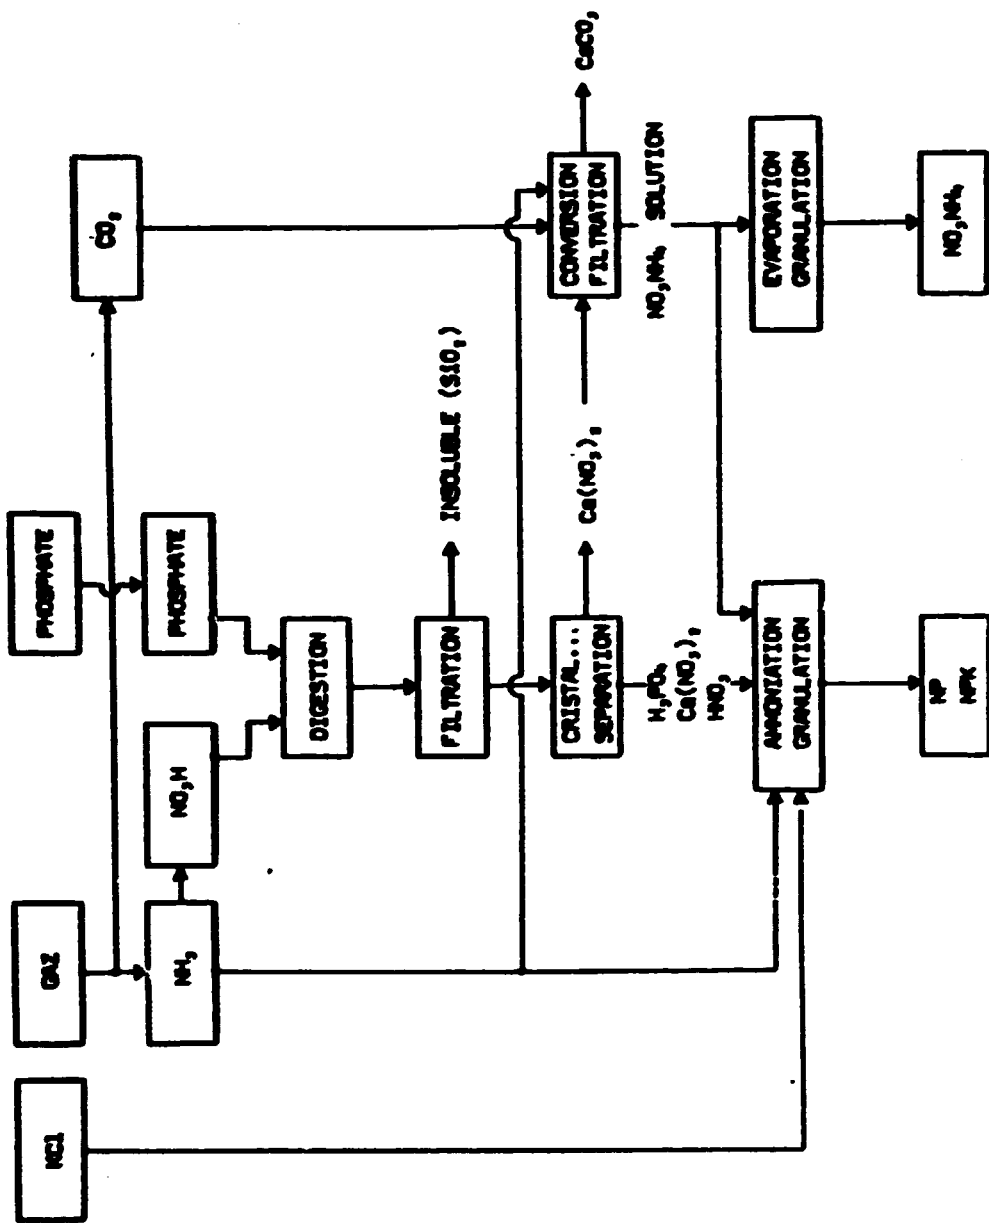 KCl
GAZ
PHOSPHATE
NH₃
NO₃H
PHOSPHATE
CO₂
DIGESTION
FILTRATION
INSOLUBLE (SiO₂)
CRISTAL...
SEPARATION
Ca(NO₃)₂
CONVERSION
FILTRATION
CaCO₃
H₃PO₄
Ca(NO₃)₂
HNO₃
NO₃NH₄ SOLUTION
AMMONIATION
GRANULATION
EVAPORATION
GRANULATION
NP
NPK
NO₃NH₄